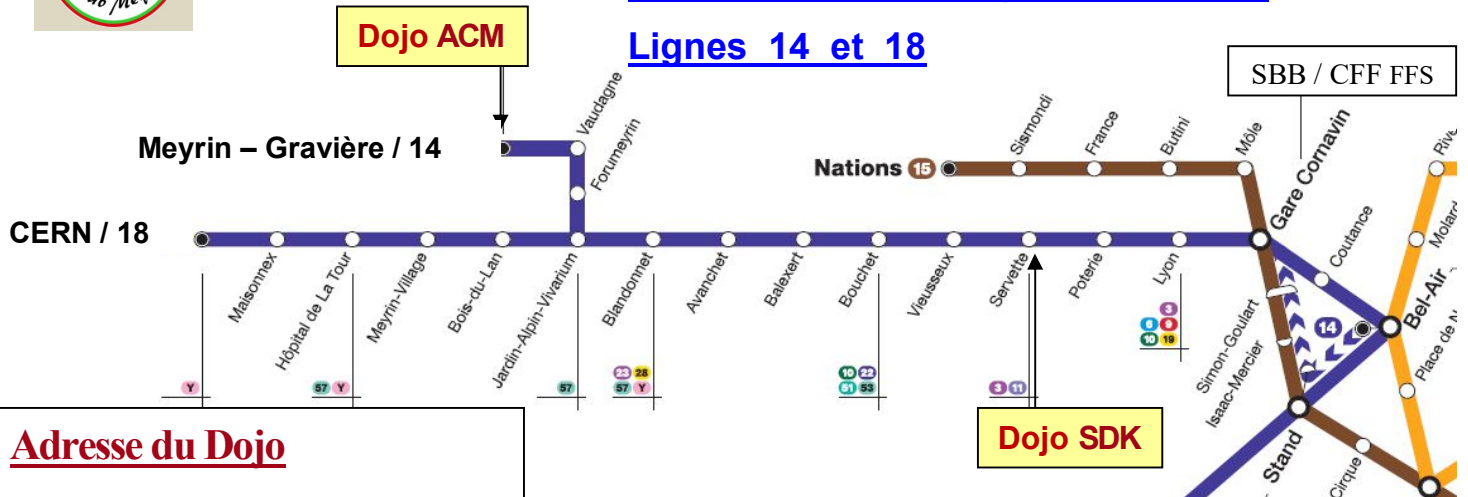 Dojo ACM
Lignes 14 et 18
SBB / CFF FFS
Meyrin – Gravière / 14
Vaudagne
Forumeyrin
Nations 15
Sismondi
France
Butini
Môle
Gare Cornavin
CERN / 18
Maisonnex
Hôpital de La Tour
Meyrin-Village
Bois-du-Lan
Jardin-Alpin-Vivarium
Blandonnet
Avanchet
Balexert
Bouchet
Vieusseux
Servette
Poterie
Lyon
Coutance
Molard
Bel-Air
Place de
Simon-Goulart
Isaac-Mercier
14
Stand
Cirque
Y
57 Y
57
23 28
57 Y
10 22
51 53
3 11
3
6 9
10 19
Dojo SDK
Adresse du Dojo